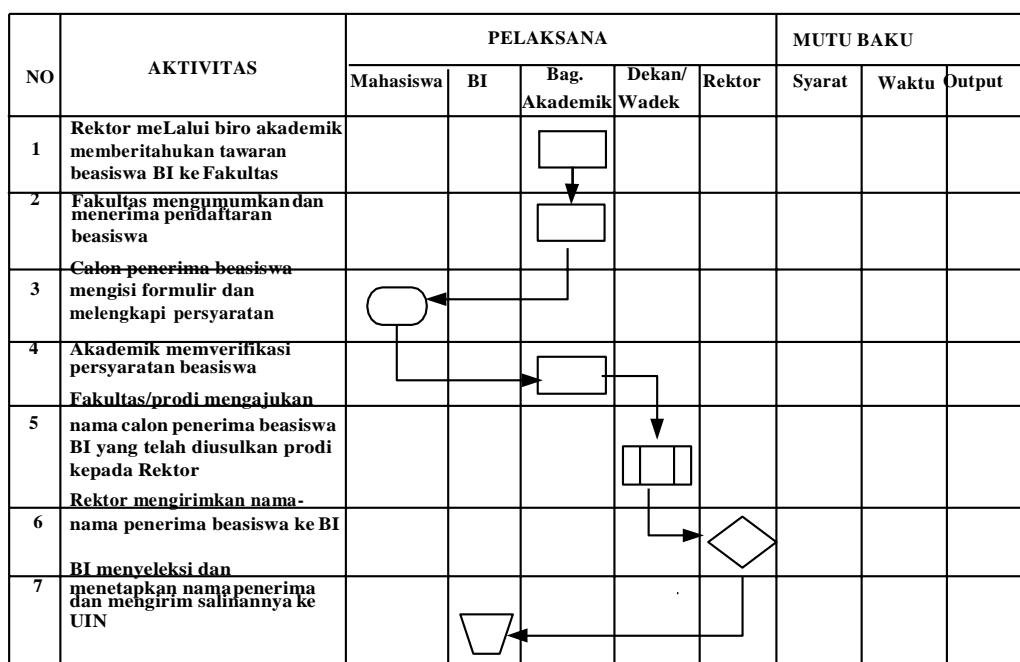 NO
AKTIVITAS
PELAKSANA
MUTU BAKU
Mahasiswa
BI
Bag.
Akademik
Dekan/
Wadek
Rektor
Syarat
Waktu
Output
1
Rektor meLalui biro akademik
memberitahukan tawaran
beasiswa BI ke Fakultas
2
Fakultas mengumumkan dan
menerima pendaftaran
beasiswa
3
Calon penerima beasiswa
mengisi formulir dan
melengkapi persyaratan
4
Akademik memverifikasi
persyaratan beasiswa
5
Fakultas/prodi mengajukan
nama calon penerima beasiswa
BI yang telah diusulkan prodi
kepada Rektor
6
Rektor mengirimkan nama-
nama penerima beasiswa ke BI
7
BI menyeleksi dan
menetapkan nama penerima
dan mengirim salinannya ke
UIN